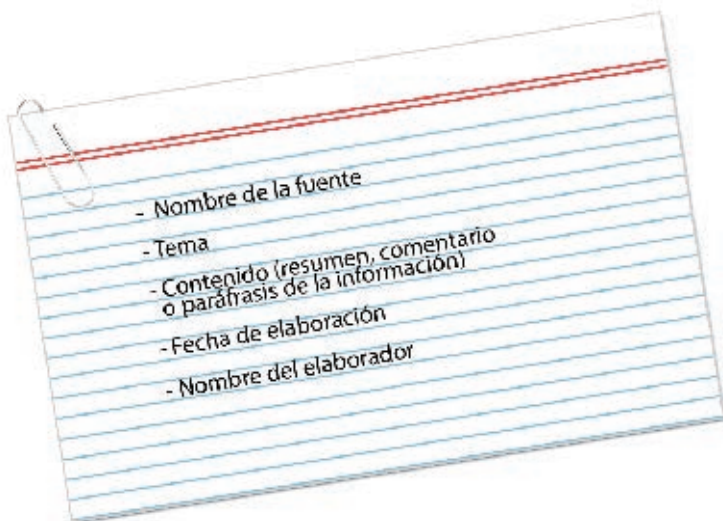 - Nombre de la fuente
- Tema
- Contenido (resumen, comentario
o paráfrasis de la información)
- Fecha de elaboración
- Nombre del elaborador